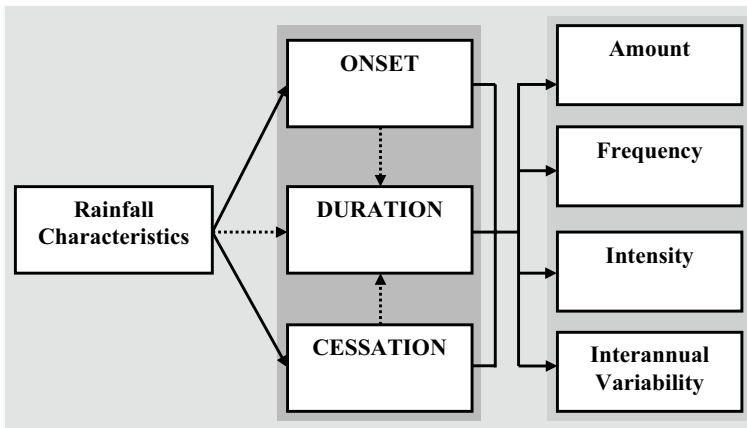 Rainfall
Characteristics
ONSET
DURATION
CESSATION
Amount
Frequency
Intensity
Interannual
Variability